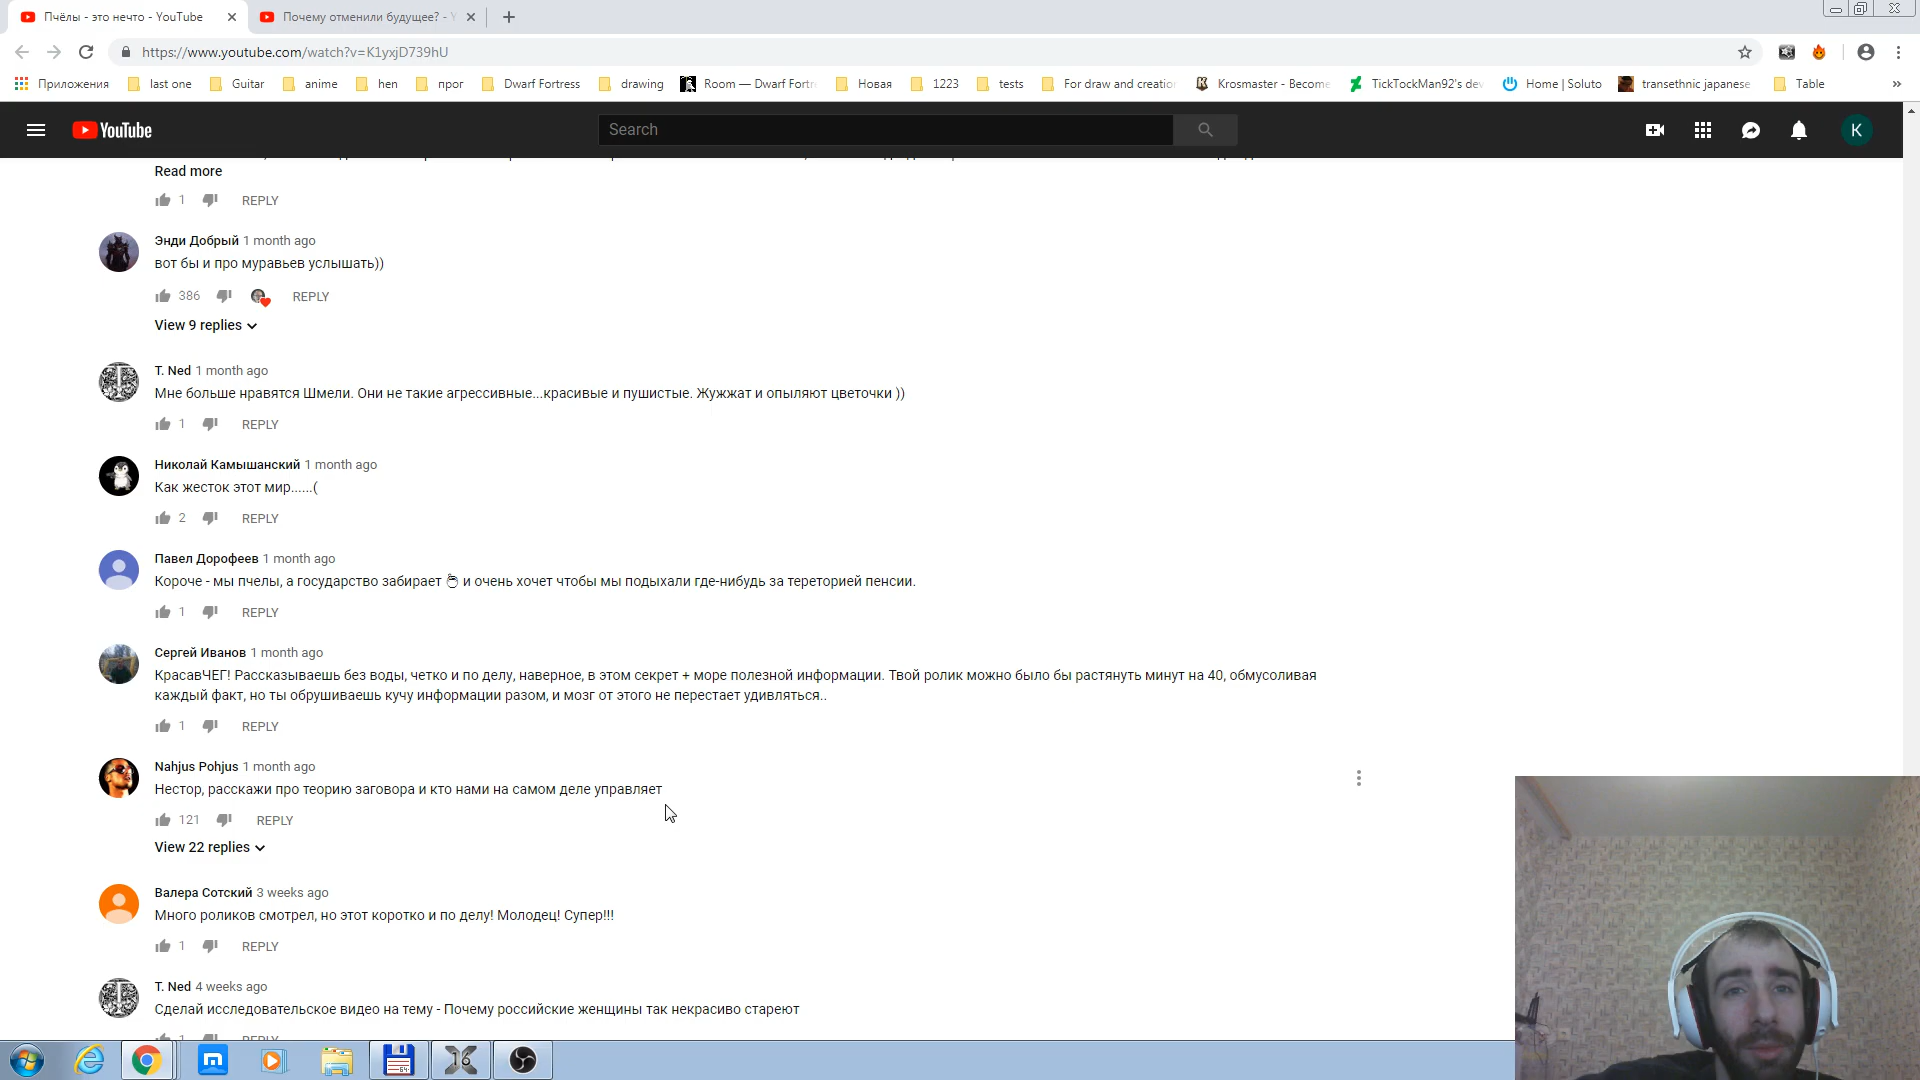 Пчёлы - это нечто - YouTube
Почему отменили будущее? - Y
https://www.youtube.com/watch?v=K1yxjD739hU
Приложения last one Guitar anime hen прог Dwarf Fortress drawing Room — Dwarf Fortr Новая 1223 tests For draw and creation Krosmaster - Become TickTockMan92's dev Home | Soluto transethnic japanese Table »
YouTube
Search
K
Read more
1 REPLY
Энди Добрый 1 month ago
вот бы и про муравьев услышать))
386 REPLY
View 9 replies
T. Ned 1 month ago
Мне больше нравятся Шмели. Они не такие агрессивные...красивые и пушистые. Жужжат и опыляют цветочки ))
1 REPLY
Николай Камышанский 1 month ago
Как жесток этот мир......(
2 REPLY
Павел Дорофеев 1 month ago
Короче - мы пчелы, а государство забирает 🍯 и очень хочет чтобы мы подыхали где-нибудь за тереторией пенсии.
1 REPLY
Сергей Иванов 1 month ago
КрасавЧЕГ! Рассказываешь без воды, четко и по делу, наверное, в этом секрет + море полезной информации. Твой ролик можно было бы растянуть минут на 40, обмусоливая
каждый факт, но ты обрушиваешь кучу информации разом, и мозг от этого не перестает удивляться..
1 REPLY
Nahjus Pohjus 1 month ago
Нестор, расскажи про теорию заговора и кто нами на самом деле управляет
121 REPLY
View 22 replies
Валера Сотский 3 weeks ago
Много роликов смотрел, но этот коротко и по делу! Молодец! Супер!!!
1 REPLY
T. Ned 4 weeks ago
Сделай исследовательское видео на тему - Почему российские женщины так некрасиво стареют
1 REPLY
64